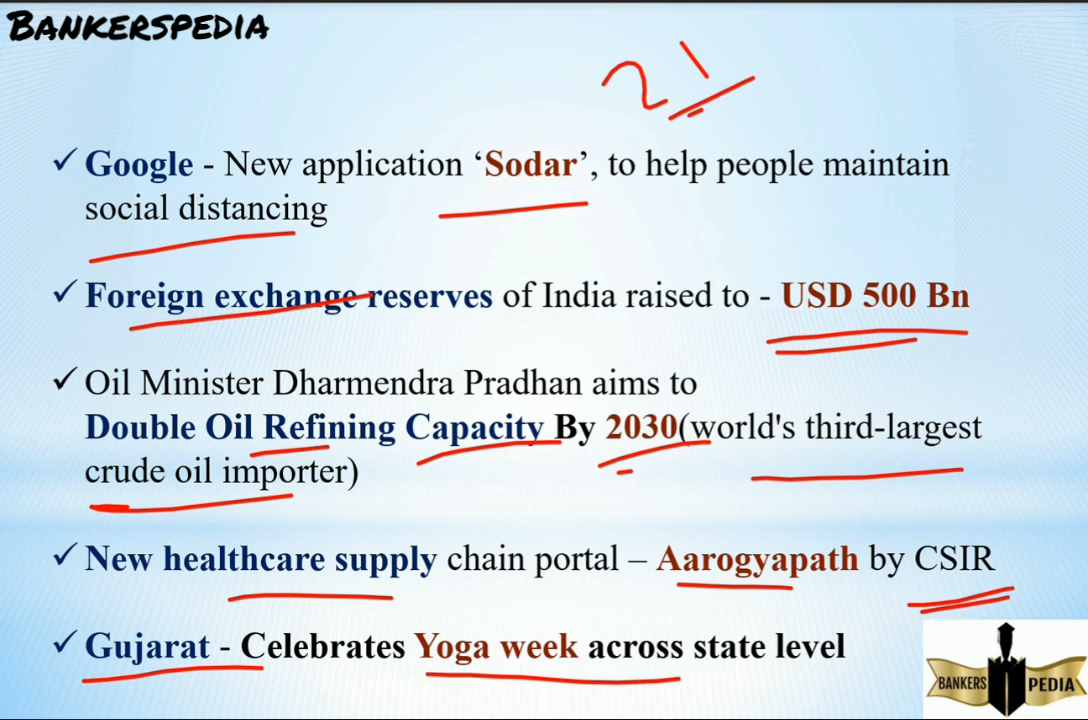 BANKERSPEDIA
21
✓ Google - New application ‘Sodar’, to help people maintain
social distancing
✓ Foreign exchange reserves of India raised to - USD 500 Bn
✓ Oil Minister Dharmendra Pradhan aims to
Double Oil Refining Capacity By 2030(world's third-largest
crude oil importer)
✓ New healthcare supply chain portal – Aarogyapath by CSIR
✓ Gujarat - Celebrates Yoga week across state level
BANKERS PEDIA